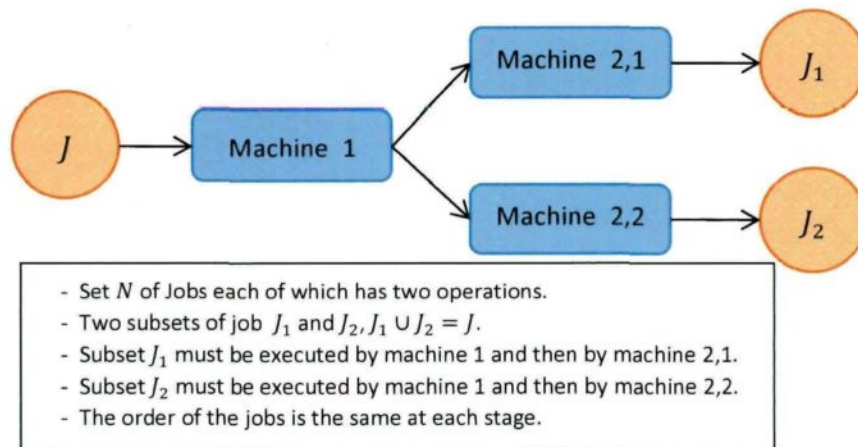 Machine 2,1
J₁
J
Machine 1
Machine 2,2
J₂
- Set N of Jobs each of which has two operations.
- Two subsets of job J₁ and J₂, J₁ ∪ J₂ = J.
- Subset J₁ must be executed by machine 1 and then by machine 2,1.
- Subset J₂ must be executed by machine 1 and then by machine 2,2.
- The order of the jobs is the same at each stage.